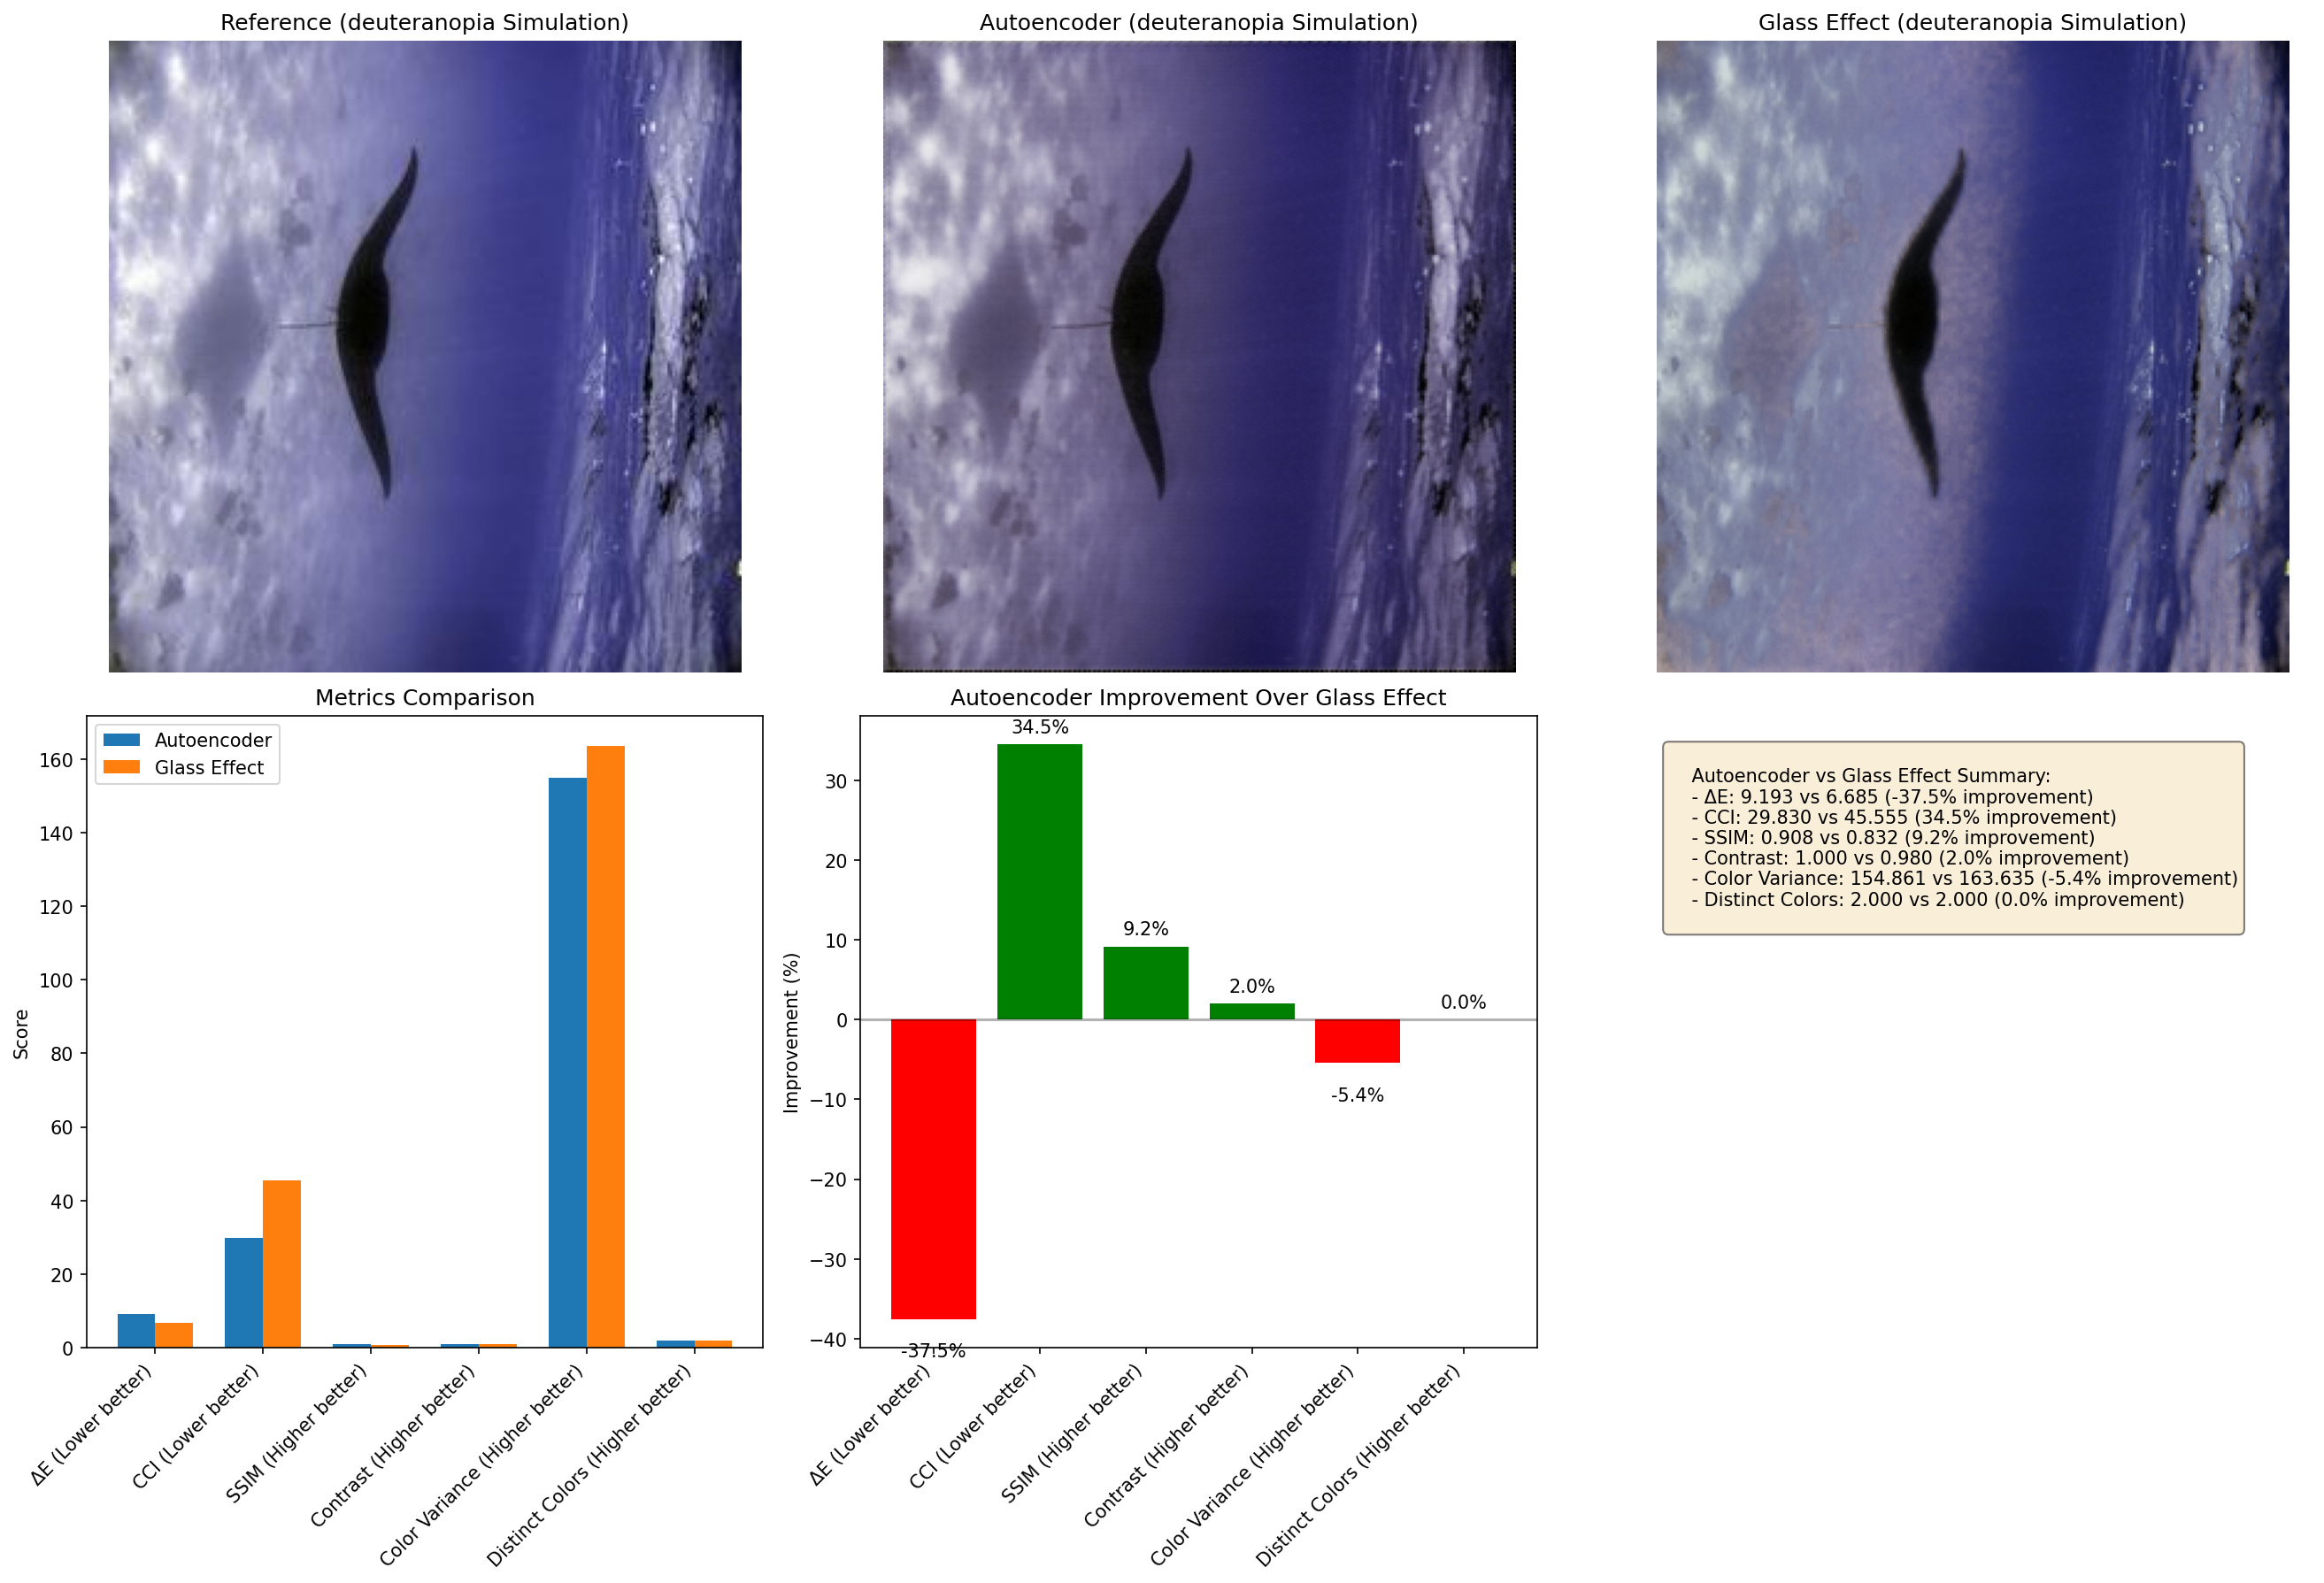 Reference (deuteranopia Simulation)
Autoencoder (deuteranopia Simulation)
Glass Effect (deuteranopia Simulation)
Metrics Comparison
Autoencoder
Glass Effect
Score
160
140
120
100
80
60
40
20
0
ΔE (Lower better)
CCI (Lower better)
SSIM (Higher better)
Contrast (Higher better)
Color Variance (Higher better)
Distinct Colors (Higher better)
Autoencoder Improvement Over Glass Effect
Improvement (%)
30
20
10
0
−10
−20
−30
−40
-37.5%
34.5%
9.2%
2.0%
-5.4%
0.0%
ΔE (Lower better)
CCI (Lower better)
SSIM (Higher better)
Contrast (Higher better)
Color Variance (Higher better)
Distinct Colors (Higher better)
Autoencoder vs Glass Effect Summary:
- ΔE: 9.193 vs 6.685 (-37.5% improvement)
- CCI: 29.830 vs 45.555 (34.5% improvement)
- SSIM: 0.908 vs 0.832 (9.2% improvement)
- Contrast: 1.000 vs 0.980 (2.0% improvement)
- Color Variance: 154.861 vs 163.635 (-5.4% improvement)
- Distinct Colors: 2.000 vs 2.000 (0.0% improvement)